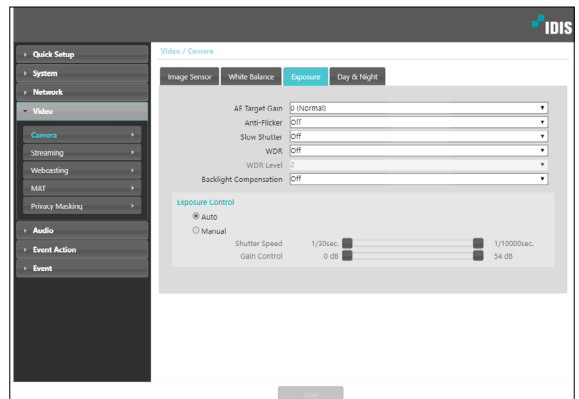 IDIS
Quick Setup
System
Network
Video
Camera
Streaming
Webcasting
MAT
Privacy Masking
Audio
Event Action
Event
Video / Camera
Image Sensor White Balance Exposure Day & Night
AE Target Gain 0 (Normal)
Anti-Flicker Off
Slow Shutter Off
WDR Off
WDR Level 2
Backlight Compensation Off
Exposure Control
Auto
Manual
Shutter Speed 1/30sec. 1/10000sec.
Gain Control 0 dB 54 dB